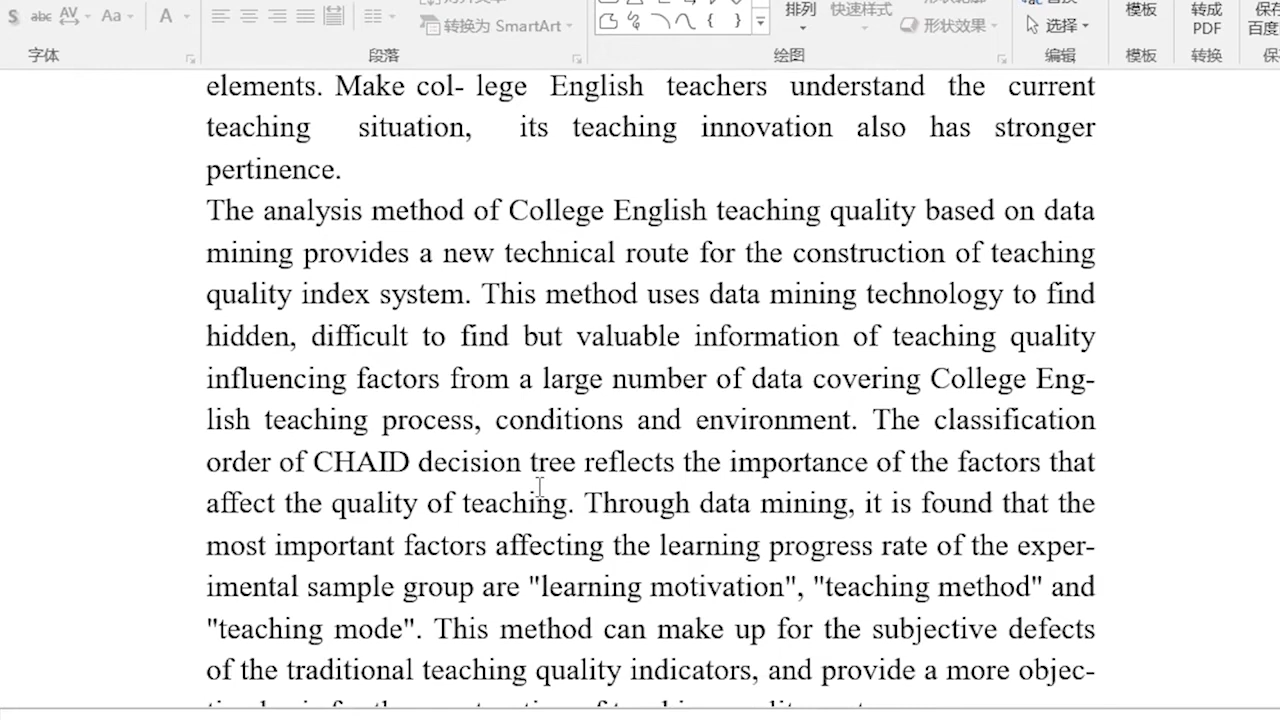 S abc AV Aa A
转换为 SmartArt
排列 快速样式
形状效果
选择
模板 转成 保存
PDF 百度
字体 段落 绘图 编辑 模板 转换 保
elements. Make col- lege English teachers understand the current
teaching situation, its teaching innovation also has stronger
pertinence.
The analysis method of College English teaching quality based on data
mining provides a new technical route for the construction of teaching
quality index system. This method uses data mining technology to find
hidden, difficult to find but valuable information of teaching quality
influencing factors from a large number of data covering College Eng-
lish teaching process, conditions and environment. The classification
order of CHAID decision tree reflects the importance of the factors that
affect the quality of teaching. Through data mining, it is found that the
most important factors affecting the learning progress rate of the exper-
imental sample group are "learning motivation", "teaching method" and
"teaching mode". This method can make up for the subjective defects
of the traditional teaching quality indicators, and provide a more objec-